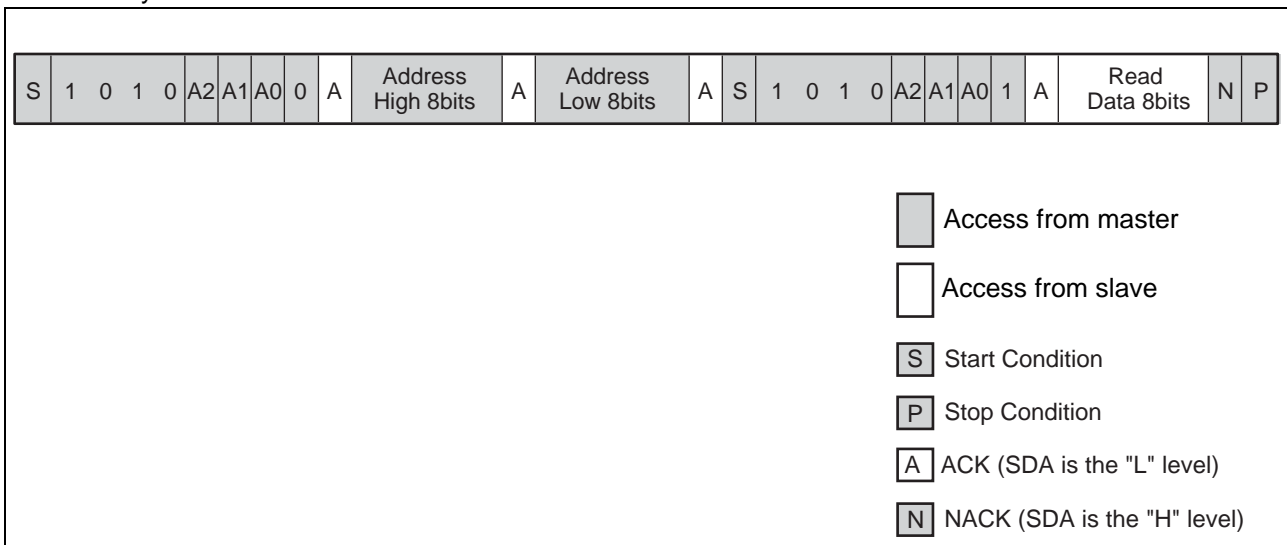 S 1 0 1 0 A2 A1 A0 0 A Address High 8bits A Address Low 8bits A S 1 0 1 0 A2 A1 A0 1 A Read Data 8bits N P
Access from master
Access from slave
S Start Condition
P Stop Condition
A ACK (SDA is the "L" level)
N NACK (SDA is the "H" level)